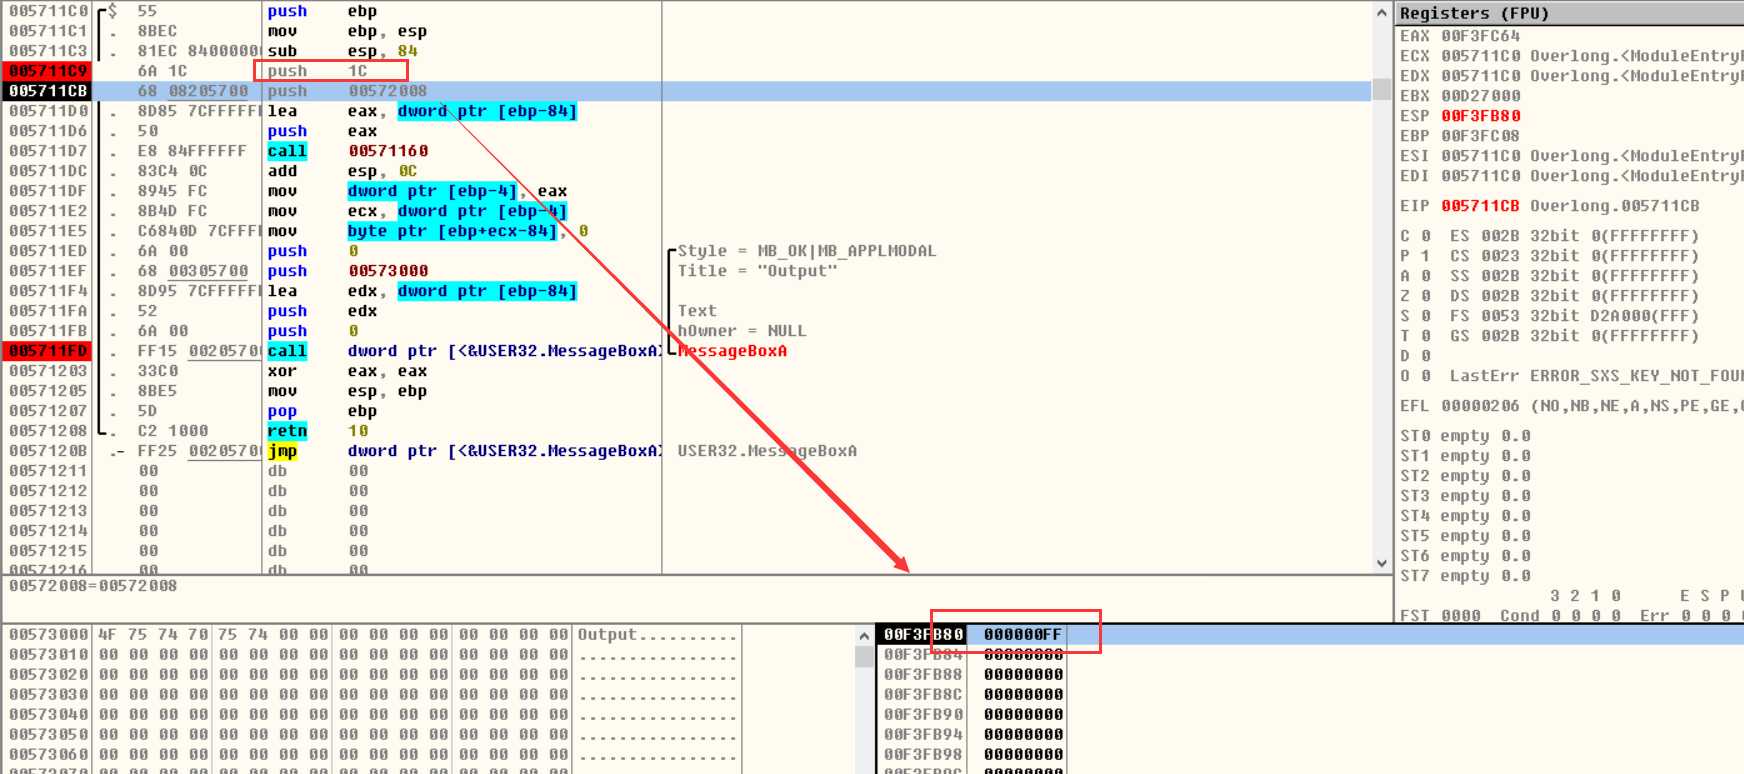 005711C0 $ 55 push ebp
005711C1 . 8BEC mov ebp, esp
005711C3 . 81EC 84000000 sub esp, 84
005711C9 6A 1C push 1C
005711CB 68 08205700 push 00572008
005711D0 . 8D85 7CFFFFFF lea eax, dword ptr [ebp-84]
005711D6 . 50 push eax
005711D7 . E8 84FFFFFF call 00571160
005711DC . 83C4 0C add esp, 0C
005711DF . 8945 FC mov dword ptr [ebp-4], eax
005711E2 . 8B4D FC mov ecx, dword ptr [ebp-4]
005711E5 . C6840D 7CFFF mov byte ptr [ebp+ecx-84], 0
005711ED . 6A 00 push 0 Style = MB_OK|MB_APPLMODAL
005711EF . 68 00305700 push 00573000 Title = "Output"
005711F4 . 8D95 7CFFFFFF lea edx, dword ptr [ebp-84]
005711FA . 52 push edx Text
005711FB . 6A 00 push 0 hOwner = NULL
005711FD . FF15 00205700 call dword ptr [<&USER32.MessageBoxA> MessageBoxA
00571203 . 33C0 xor eax, eax
00571205 . 8BE5 mov esp, ebp
00571207 . 5D pop ebp
00571208 . C2 1000 retn 10
0057120B .- FF25 00205700 jmp dword ptr [<&USER32.MessageBoxA> USER32.MessageBoxA
00571211 00 db 00
00571212 00 db 00
00571213 00 db 00
00571214 00 db 00
00571215 00 db 00
00571216 00 db 00
00572008=00572008
Registers (FPU)
EAX 00F3FC64
ECX 005711C0 Overlong.<ModuleEntryP
EDX 005711C0 Overlong.<ModuleEntryP
EBX 00D27000
ESP 00F3FB80
EBP 00F3FC08
ESI 005711C0 Overlong.<ModuleEntryP
EDI 005711C0 Overlong.<ModuleEntryP
EIP 005711CB Overlong.005711CB
C 0 ES 002B 32bit 0(FFFFFFFF)
P 1 CS 0023 32bit 0(FFFFFFFF)
A 0 SS 002B 32bit 0(FFFFFFFF)
Z 0 DS 002B 32bit 0(FFFFFFFF)
S 0 FS 0053 32bit D2A000(FFF)
T 0 GS 002B 32bit 0(FFFFFFFF)
D 0
O 0 LastErr ERROR_SXS_KEY_NOT_FOU
EFL 00000206 (NO,NB,NE,A,NS,PE,GE,
ST0 empty 0.0
ST1 empty 0.0
ST2 empty 0.0
ST3 empty 0.0
ST4 empty 0.0
ST5 empty 0.0
ST6 empty 0.0
ST7 empty 0.0
3 2 1 0 E S P U
FST 0000 Cond 0 0 0 0 Err 0 0 0 0
00573000 4F 75 74 70 75 74 00 00 00 00 00 00 00 00 00 00 Output..........
00573010 00 00 00 00 00 00 00 00 00 00 00 00 00 00 00 00 ................
00573020 00 00 00 00 00 00 00 00 00 00 00 00 00 00 00 00 ................
00573030 00 00 00 00 00 00 00 00 00 00 00 00 00 00 00 00 ................
00573040 00 00 00 00 00 00 00 00 00 00 00 00 00 00 00 00 ................
00573050 00 00 00 00 00 00 00 00 00 00 00 00 00 00 00 00 ................
00573060 00 00 00 00 00 00 00 00 00 00 00 00 00 00 00 00 ................
00F3FB80 000000FF
00F3FB84 00000000
00F3FB88 00000000
00F3FB8C 00000000
00F3FB90 00000000
00F3FB94 00000000
00F3FB98 00000000